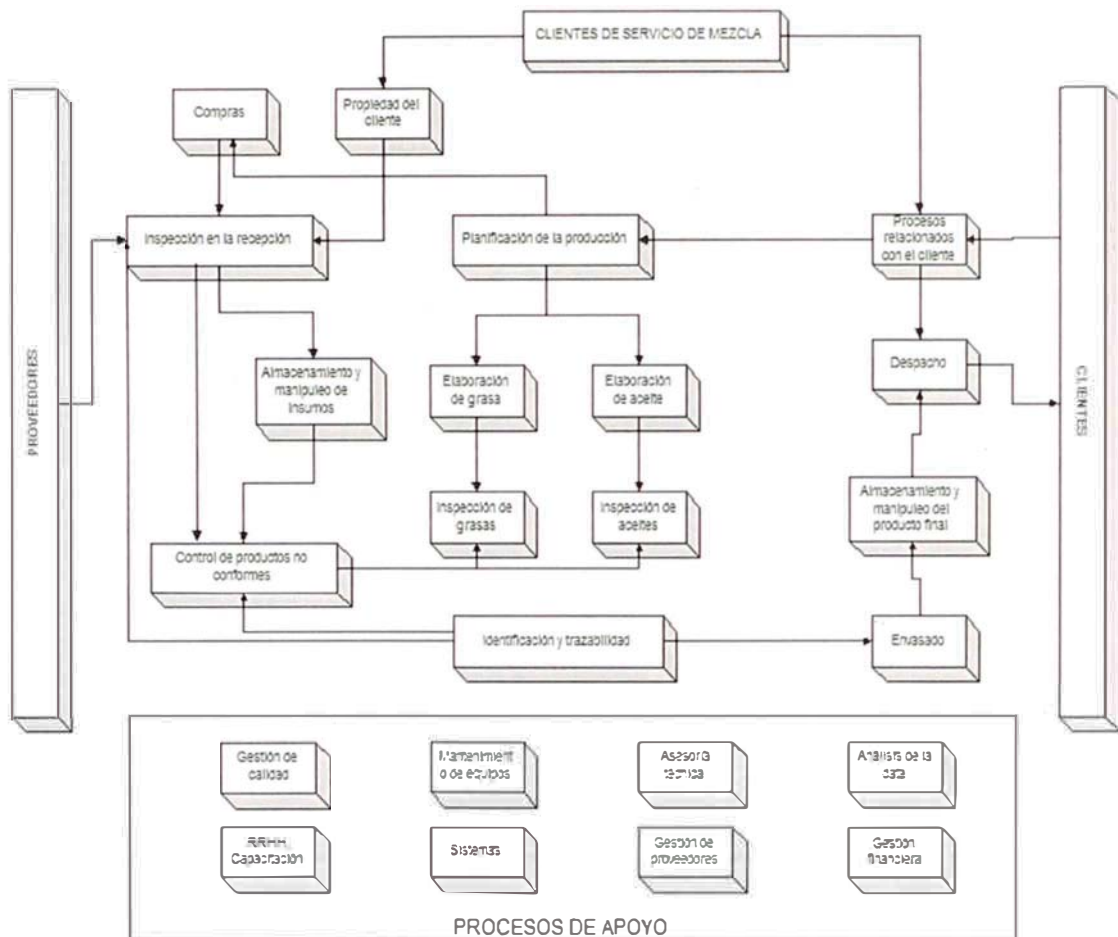 CLIENTES DE SERVICIO DE MEZCLA
Compras
Propiedad del
cliente
Inspección en la recepción
Planificación de la producción
Procesos
relacionados
con el cliente
PROVEEDORES
CLIENTES
Almacenamiento y
manipuleo de
insumos
Elaboración
de grasa
Elaboración
de aceite
Despacho
Inspección de
grasas
Inspección de
aceites
Almacenamiento y
manipuleo del
producto final
Control de productos no
conformes
Identificación y trazabilidad
Envasado
Gestión de
calidad
Mantenimient
o de equipos
Asesoría
técnica
Análisis de la
data
RRHH,
Capacitación
Sistemas
Gestión de
proveedores
Gestión
financiera
PROCESOS DE APOYO